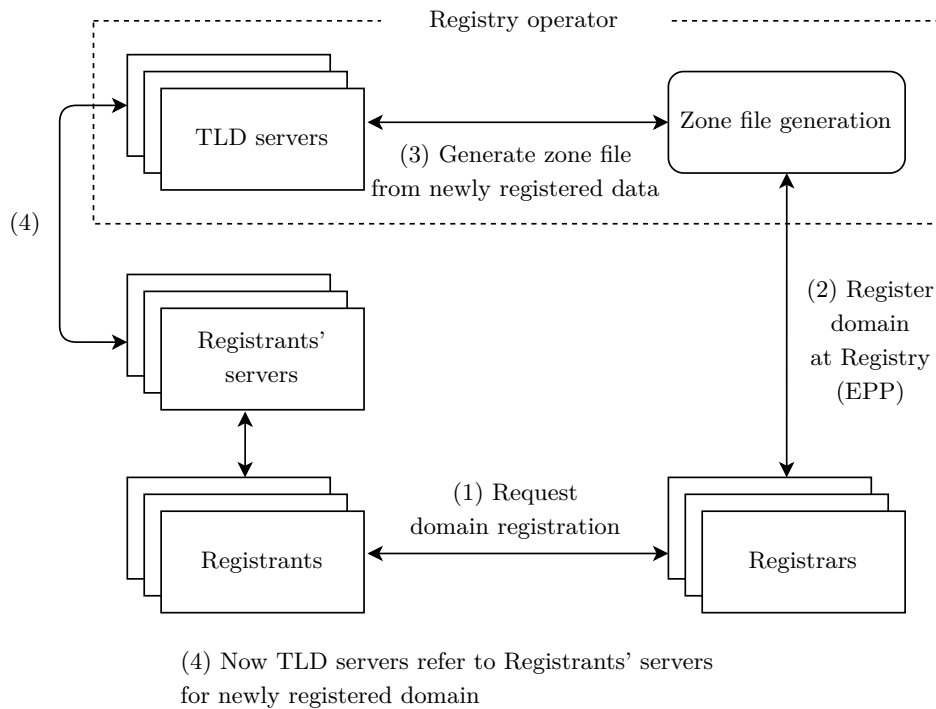 Registry operator
TLD servers
Zone file generation
(3) Generate zone file
from newly registered data
(4)
(2) Register
domain
at Registry
(EPP)
Registrants'
servers
(1) Request
domain registration
Registrants
Registrars
(4) Now TLD servers refer to Registrants' servers
for newly registered domain